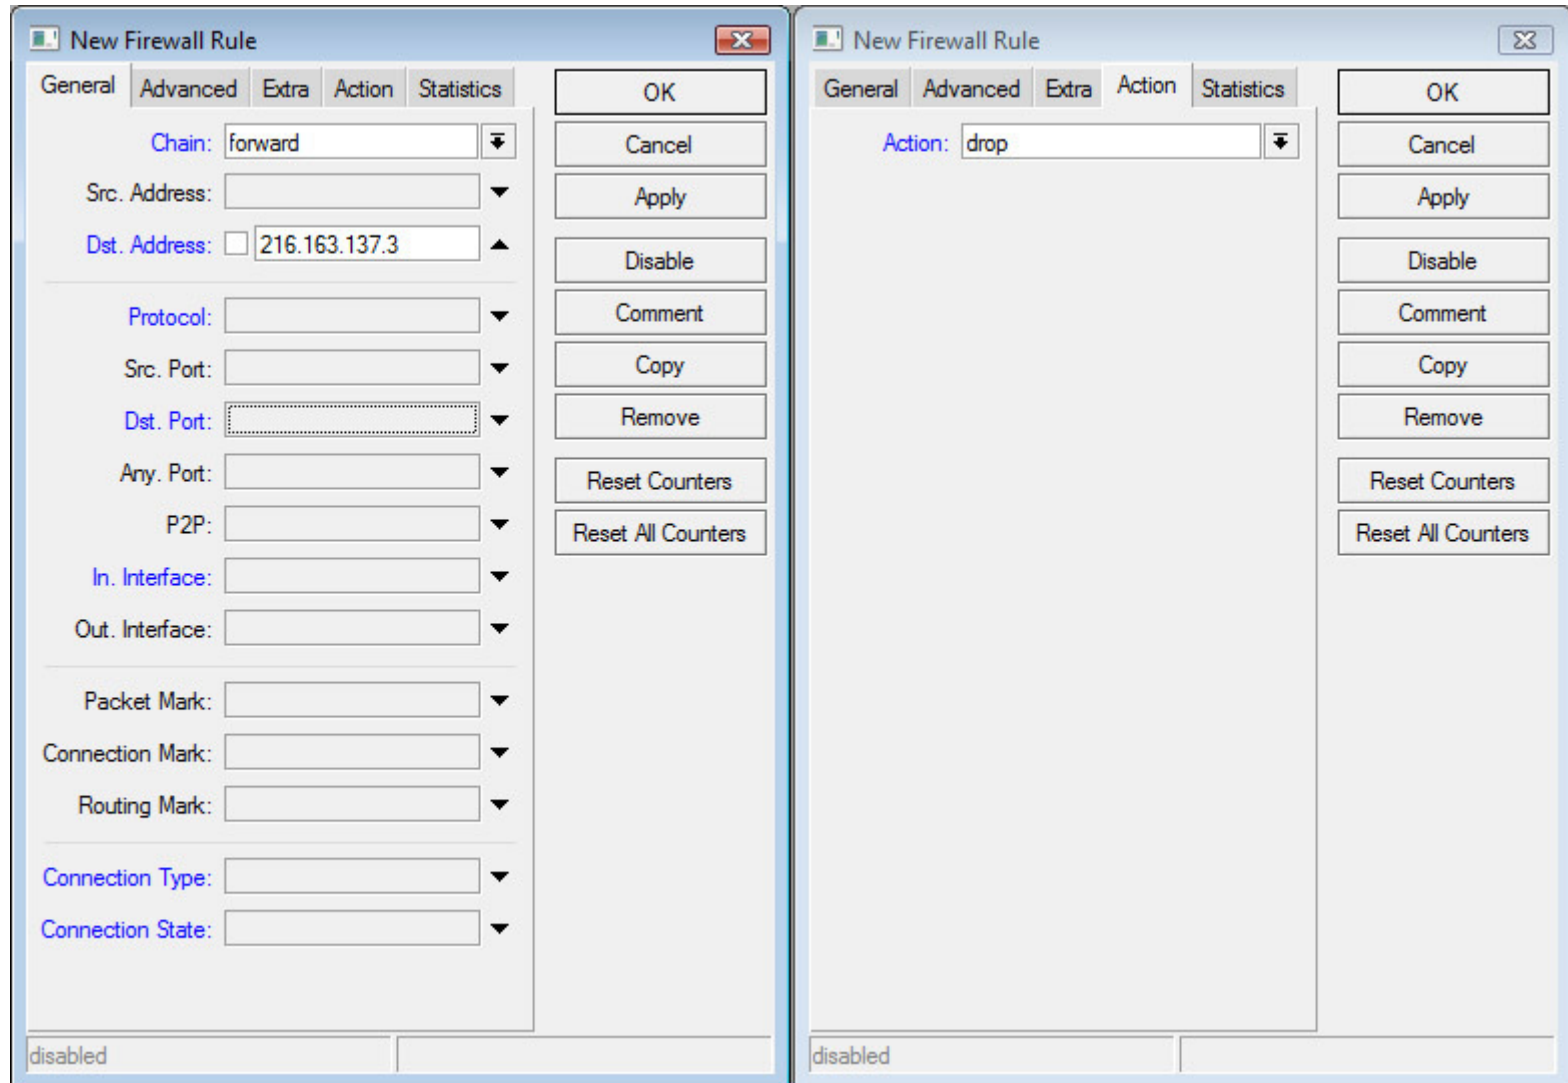 New Firewall Rule
General Advanced Extra Action Statistics
Chain: forward
Src. Address:
Dst. Address: 216.163.137.3
Protocol:
Src. Port:
Dst. Port:
Any. Port:
P2P:
In. Interface:
Out. Interface:
Packet Mark:
Connection Mark:
Routing Mark:
Connection Type:
Connection State:
OK
Cancel
Apply
Disable
Comment
Copy
Remove
Reset Counters
Reset All Counters
disabled
New Firewall Rule
General Advanced Extra Action Statistics
Action: drop
OK
Cancel
Apply
Disable
Comment
Copy
Remove
Reset Counters
Reset All Counters
disabled